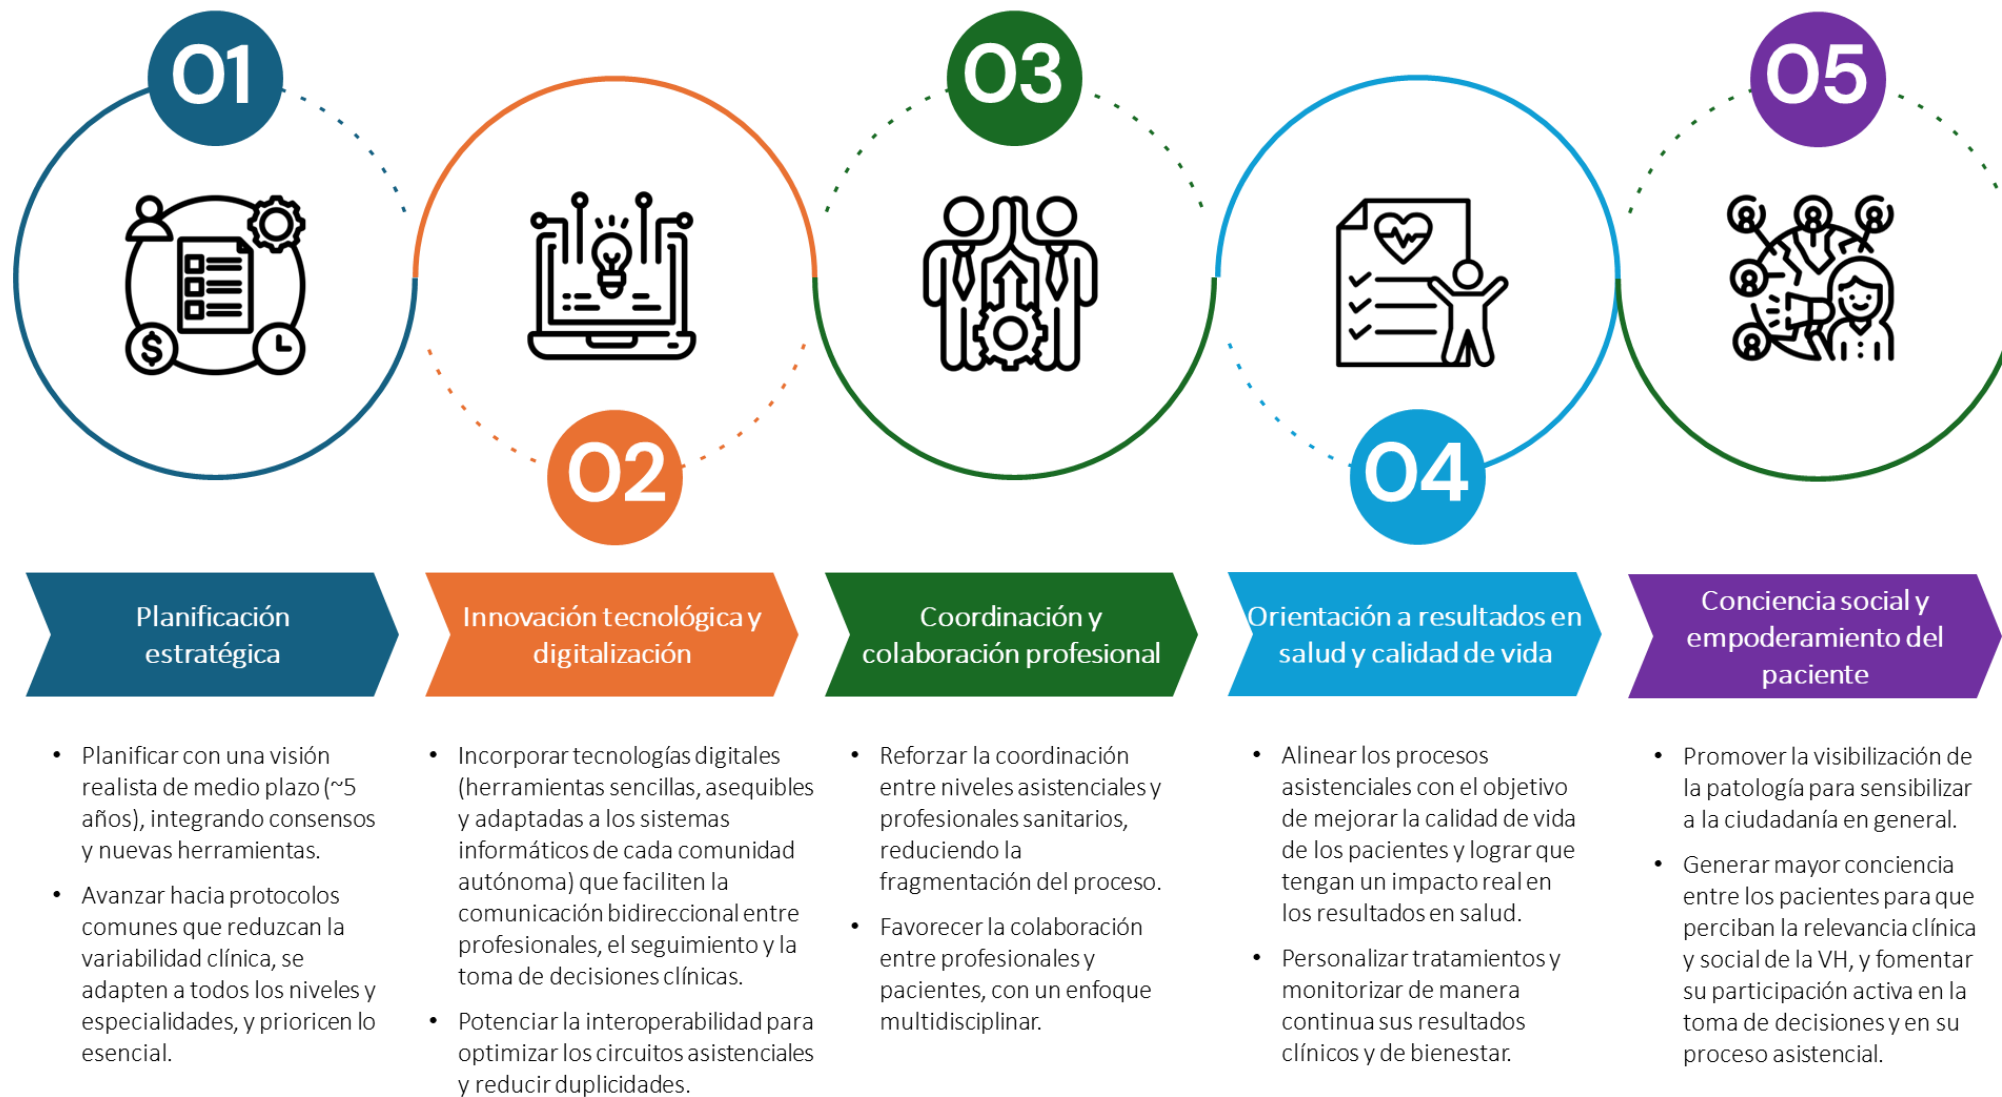 01
02
03
04
05
Planificación
estratégica
Innovación tecnológica y
digitalización
Coordinación y
colaboración profesional
Orientación a resultados en
salud y calidad de vida
Conciencia social y
empoderamiento del
paciente
• Planificar con una visión
realista de medio plazo (~5
años), integrando consensos
y nuevas herramientas.
• Avanzar hacia protocolos
comunes que reduzcan la
variabilidad clínica, se
adapten a todos los niveles y
especialidades, y prioricen lo
esencial.
• Incorporar tecnologías digitales
(herramientas sencillas, asequibles
y adaptadas a los sistemas
informáticos de cada comunidad
autónoma) que faciliten la
comunicación bidireccional entre
profesionales, el seguimiento y la
toma de decisiones clínicas.
• Potenciar la interoperabilidad para
optimizar los circuitos asistenciales
y reducir duplicidades.
• Reforzar la coordinación
entre niveles asistenciales y
profesionales sanitarios,
reduciendo la
fragmentación del proceso.
• Favorecer la colaboración
entre profesionales y
pacientes, con un enfoque
multidisciplinar.
• Alinear los procesos
asistenciales con el objetivo
de mejorar la calidad de vida
de los pacientes y lograr que
tengan un impacto real en
los resultados en salud.
• Personalizar tratamientos y
monitorizar de manera
continua sus resultados
clínicos y de bienestar.
• Promover la visibilización de
la patología para sensibilizar
a la ciudadanía en general.
• Generar mayor conciencia
entre los pacientes para que
perciban la relevancia clínica
y social de la VH, y fomentar
su participación activa en la
toma de decisiones y en su
proceso asistencial.